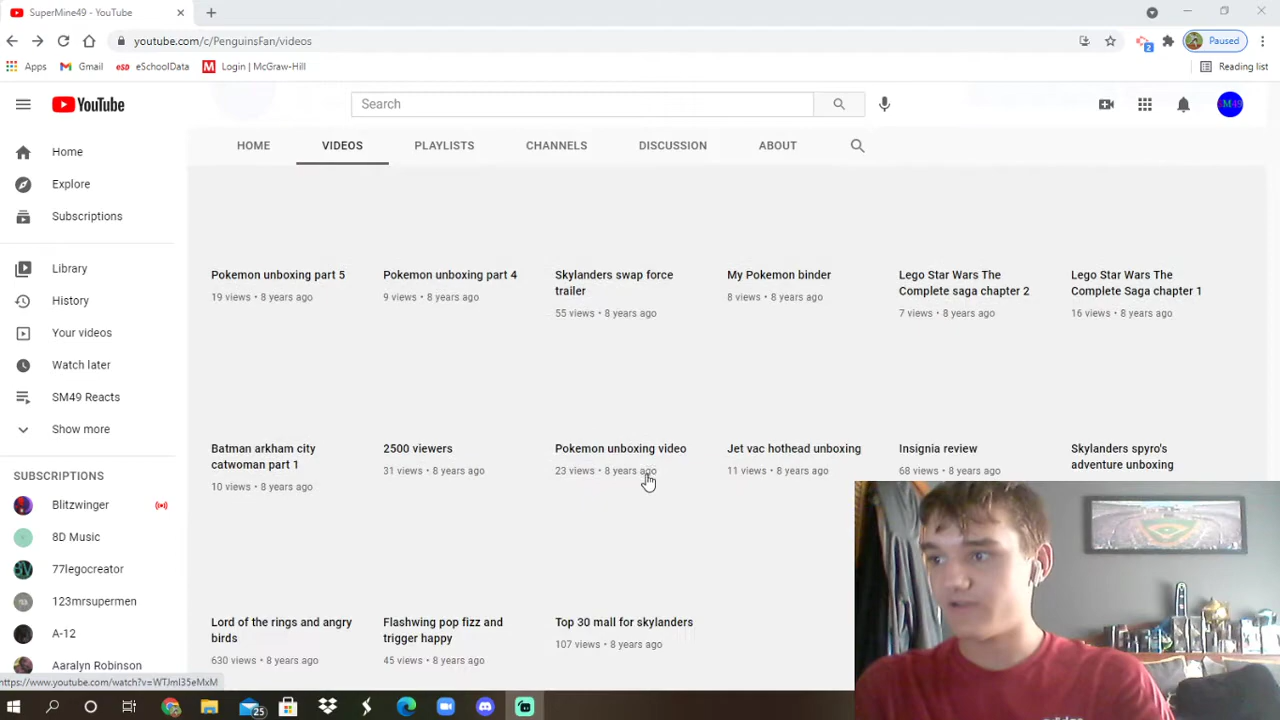 SuperMine49 - YouTube
youtube.com/c/PenguinsFan/videos
2
Paused
Apps
Gmail
esd
eSchoolData
M
Login | McGraw-Hill
Reading list
YouTube
Search
SM49
HOME
VIDEOS
PLAYLISTS
CHANNELS
DISCUSSION
ABOUT
Home
Explore
Subscriptions
Library
History
Your videos
Watch later
SM49 Reacts
Show more
SUBSCRIPTIONS
Blitzwinger
8D Music
77legocreator
123mrsupermen
A-12
Aaralyn Robinson
Pokemon unboxing part 5
19 views • 8 years ago
Pokemon unboxing part 4
9 views • 8 years ago
Skylanders swap force
trailer
55 views • 8 years ago
My Pokemon binder
8 views • 8 years ago
Lego Star Wars The
Complete saga chapter 2
7 views • 8 years ago
Lego Star Wars The
Complete Saga chapter 1
16 views • 8 years ago
Batman arkham city
catwoman part 1
10 views • 8 years ago
2500 viewers
31 views • 8 years ago
Pokemon unboxing video
23 views • 8 years ago
Jet vac hothead unboxing
11 views • 8 years ago
Insignia review
68 views • 8 years ago
Skylanders spyro's
adventure unboxing
Lord of the rings and angry
birds
630 views • 8 years ago
Flashwing pop fizz and
trigger happy
45 views • 8 years ago
Top 30 mall for skylanders
107 views • 8 years ago
25